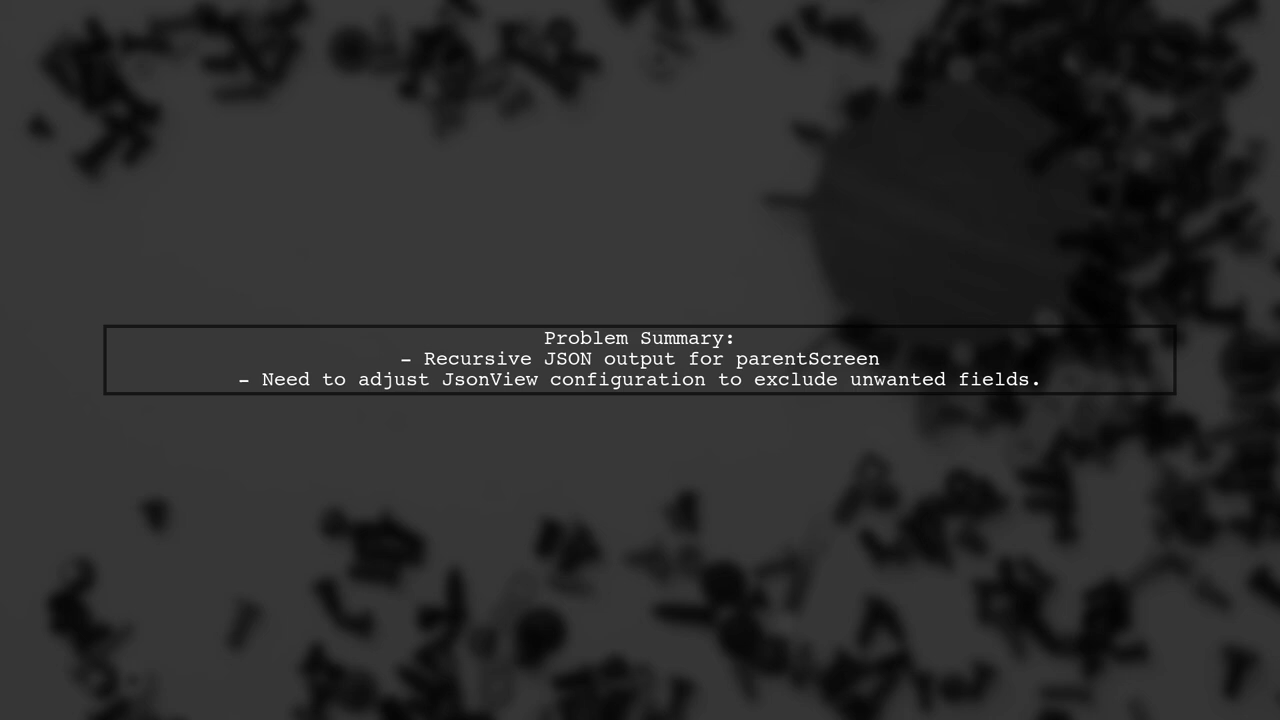 Problem Summary:
- Recursive JSON output for parentScreen
- Need to adjust JsonView configuration to exclude unwanted fields.